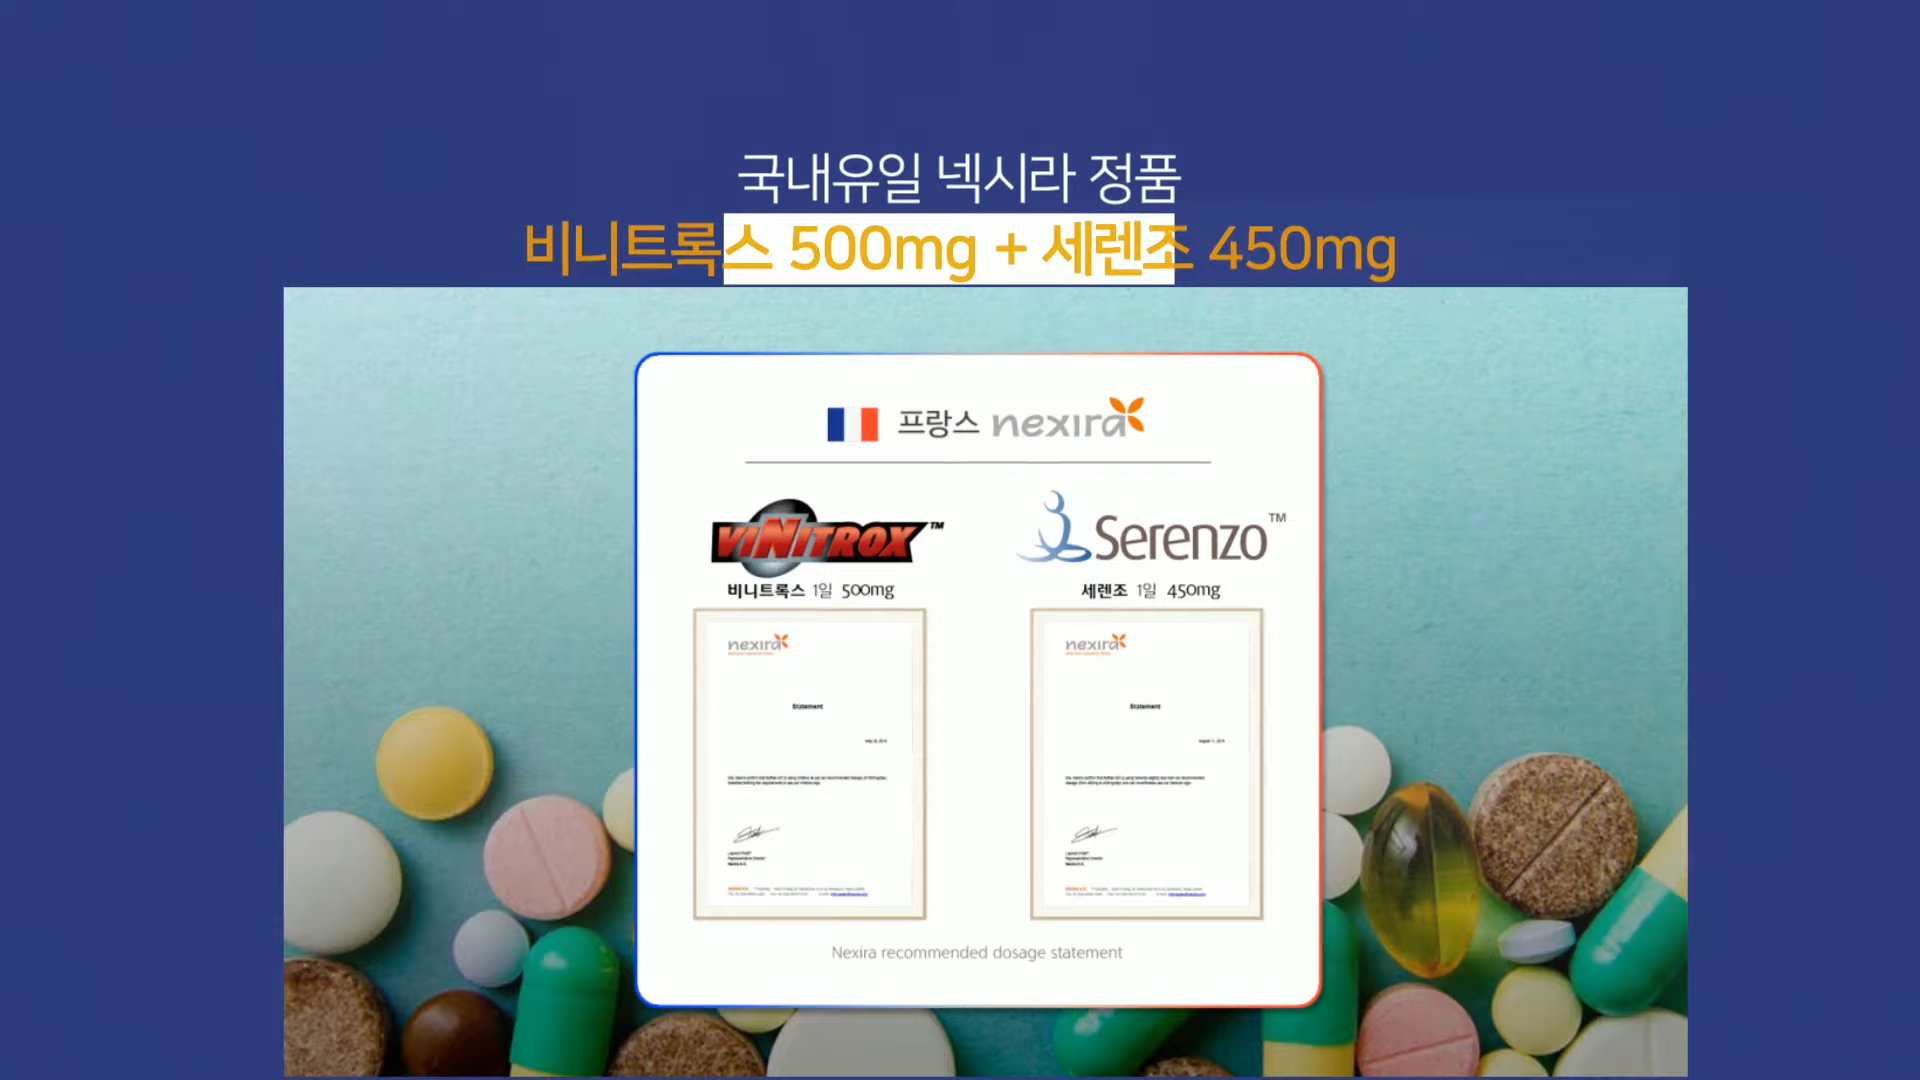 국내유일 넥시라 정품
비니트록스 500mg + 세렌조 450mg
프랑스 nexira
VINITROX™
Serenzo™
비니트록스 1일 500mg
세렌조 1일 450mg
nexira
nexira
Statement
Statement
Nexira recommended dosage statement